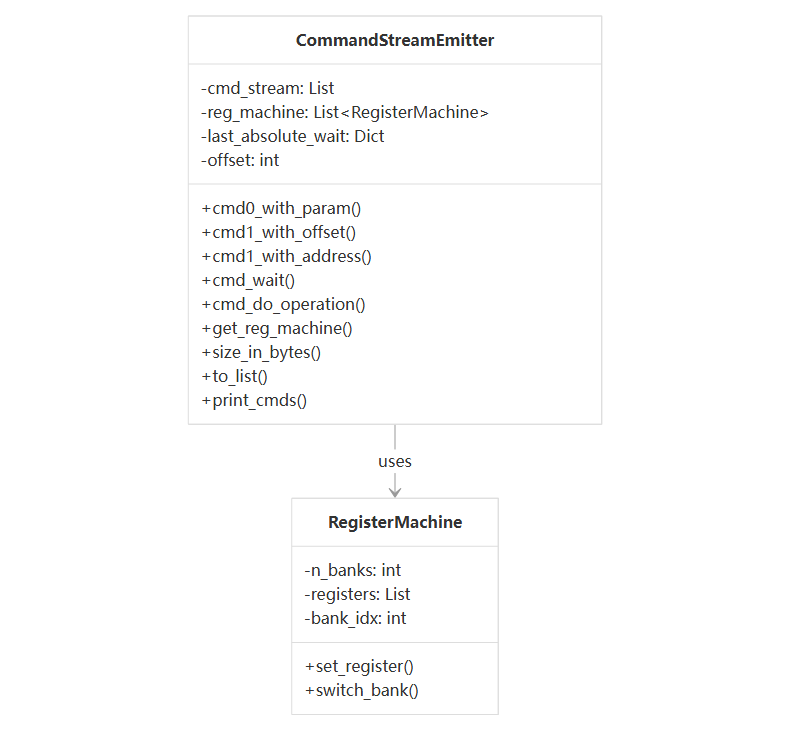 CommandStreamEmitter
-cmd_stream: List
-reg_machine: List<RegisterMachine>
-last_absolute_wait: Dict
-offset: int
+cmd0_with_param()
+cmd1_with_offset()
+cmd1_with_address()
+cmd_wait()
+cmd_do_operation()
+get_reg_machine()
+size_in_bytes()
+to_list()
+print_cmds()
uses
RegisterMachine
-n_banks: int
-registers: List
-bank_idx: int
+set_register()
+switch_bank()